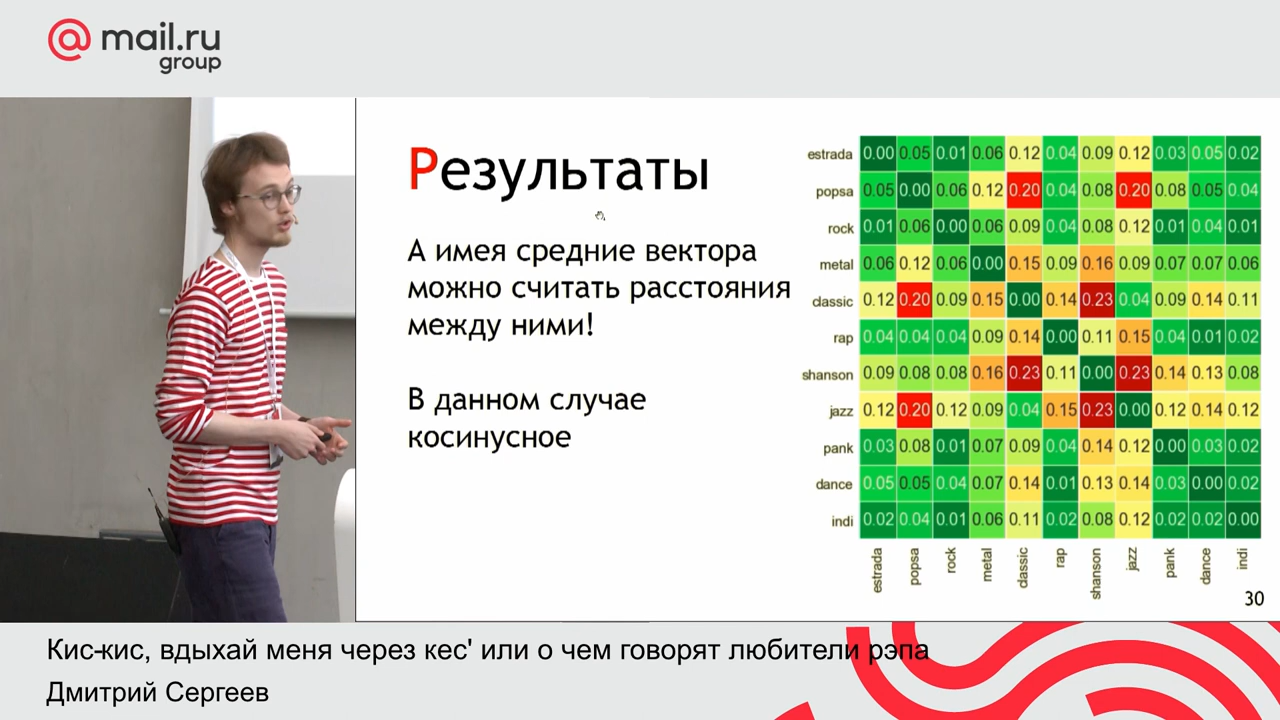 @mail.ru
group
Результаты
А имея средние вектора
можно считать расстояния
между ними!
В данном случае
косинусное
estrada 0.00 0.05 0.01 0.06 0.12 0.04 0.09 0.12 0.03 0.05 0.02
popsa 0.05 0.00 0.06 0.12 0.20 0.04 0.08 0.20 0.08 0.05 0.04
rock 0.01 0.06 0.00 0.06 0.09 0.04 0.08 0.12 0.01 0.04 0.01
metal 0.06 0.12 0.06 0.00 0.15 0.09 0.16 0.09 0.07 0.07 0.06
classic 0.12 0.20 0.09 0.15 0.00 0.14 0.23 0.04 0.09 0.14 0.11
rap 0.04 0.04 0.04 0.09 0.14 0.00 0.11 0.15 0.04 0.01 0.02
shanson 0.09 0.08 0.08 0.16 0.23 0.11 0.00 0.23 0.14 0.13 0.08
jazz 0.12 0.20 0.12 0.09 0.04 0.15 0.23 0.00 0.12 0.14 0.12
pank 0.03 0.08 0.01 0.07 0.09 0.04 0.14 0.12 0.00 0.03 0.02
dance 0.05 0.05 0.04 0.07 0.14 0.01 0.13 0.14 0.03 0.00 0.02
indi 0.02 0.04 0.01 0.06 0.11 0.02 0.08 0.12 0.02 0.02 0.00
estrada popsa rock metal classic rap shanson jazz pank dance indi
30
Кис-кис, вдыхай меня через кес' или о чем говорят любители рэпа
Дмитрий Сергеев